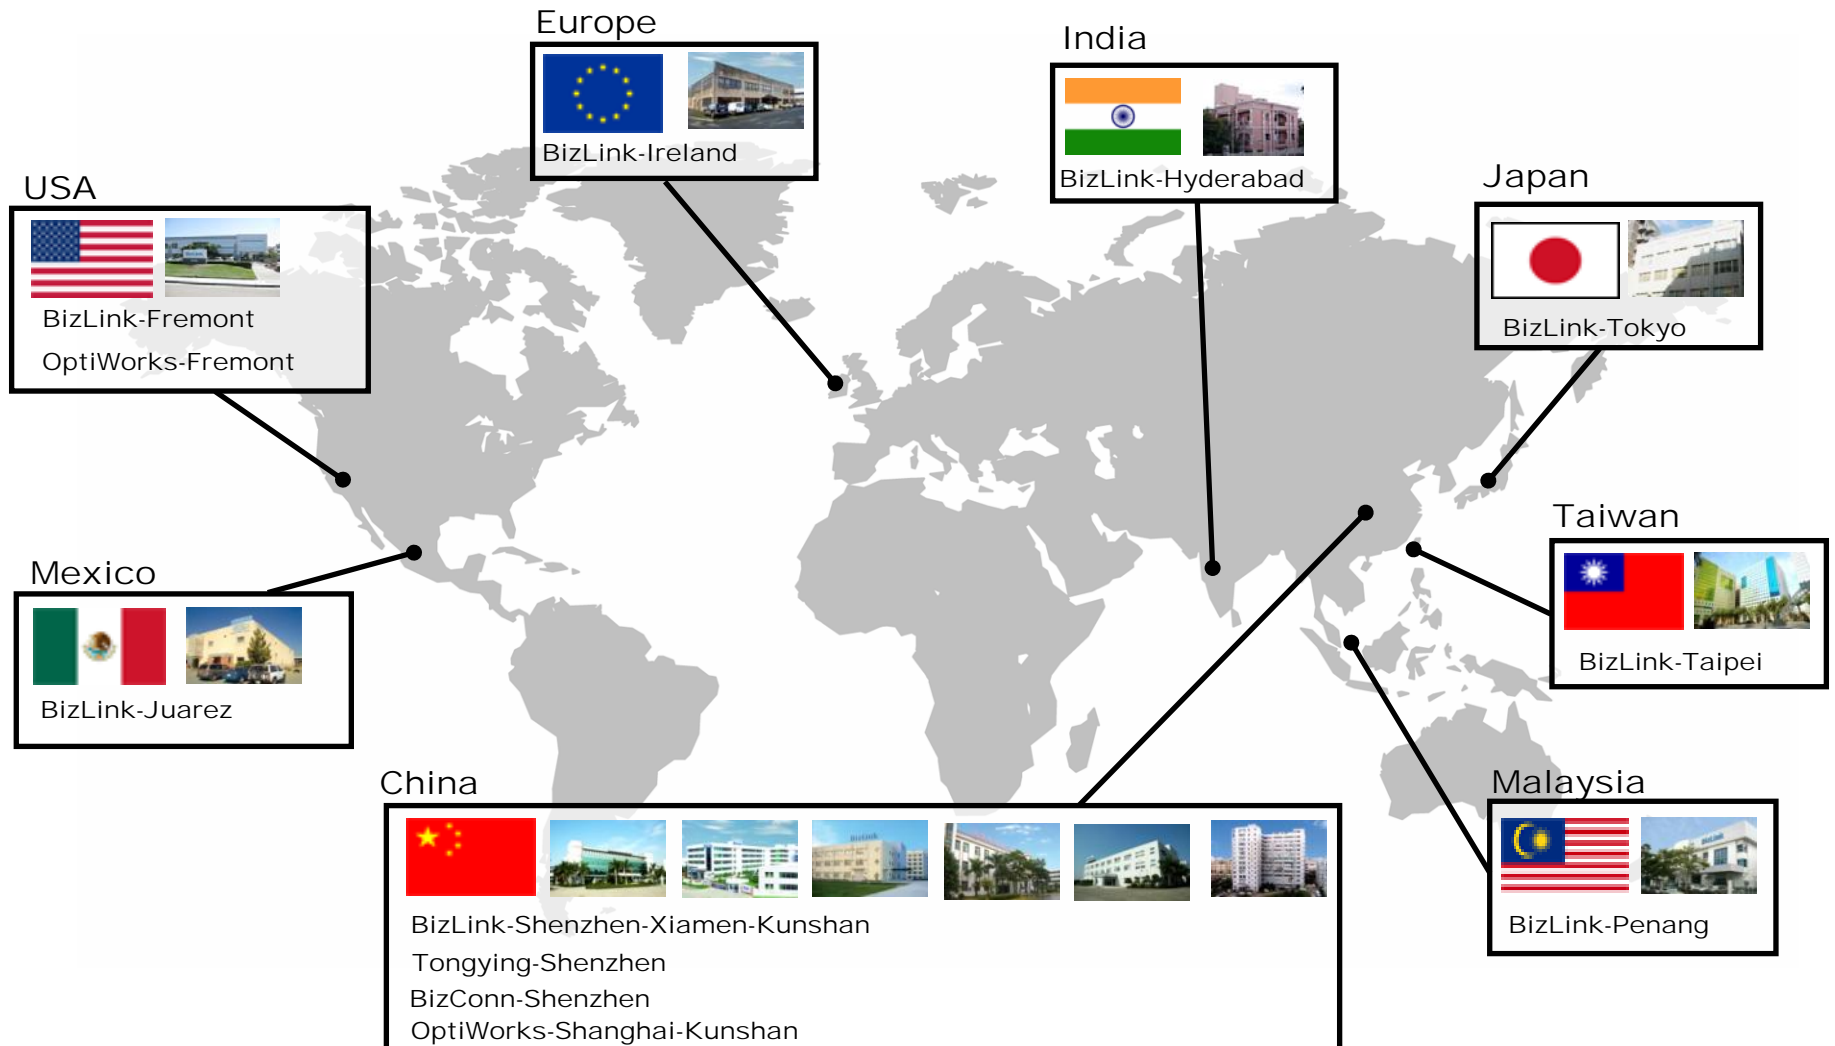 Europe
BizLink-Ireland
India
BizLink-Hyderabad
USA
BizLink-Fremont
OptiWorks-Fremont
Japan
BizLink-Tokyo
Taiwan
BizLink-Taipei
Mexico
BizLink-Juarez
China
BizLink
BizLink-Shenzhen-Xiamen-Kunshan
Tongying-Shenzhen
BizConn-Shenzhen
OptiWorks-Shanghai-Kunshan
Malaysia
BizLink-Penang